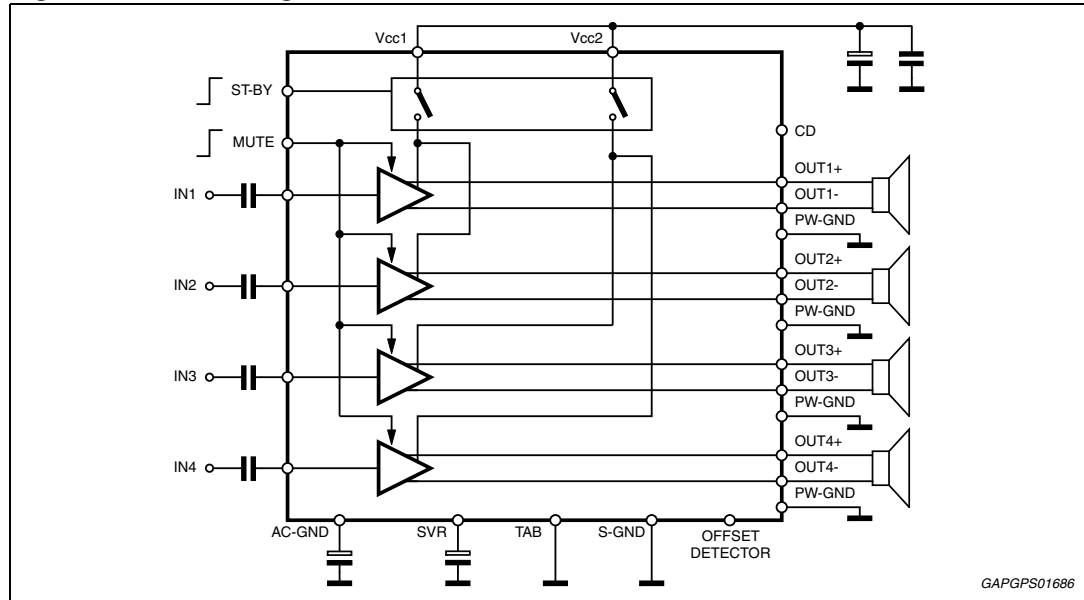 Vcc1
Vcc2
ST-BY
MUTE
CD
OUT1+
IN1
OUT1-
PW-GND
OUT2+
IN2
OUT2-
PW-GND
OUT3+
IN3
OUT3-
PW-GND
OUT4+
IN4
OUT4-
PW-GND
AC-GND
SVR
TAB
S-GND
OFFSET
DETECTOR
GAPGPS01686